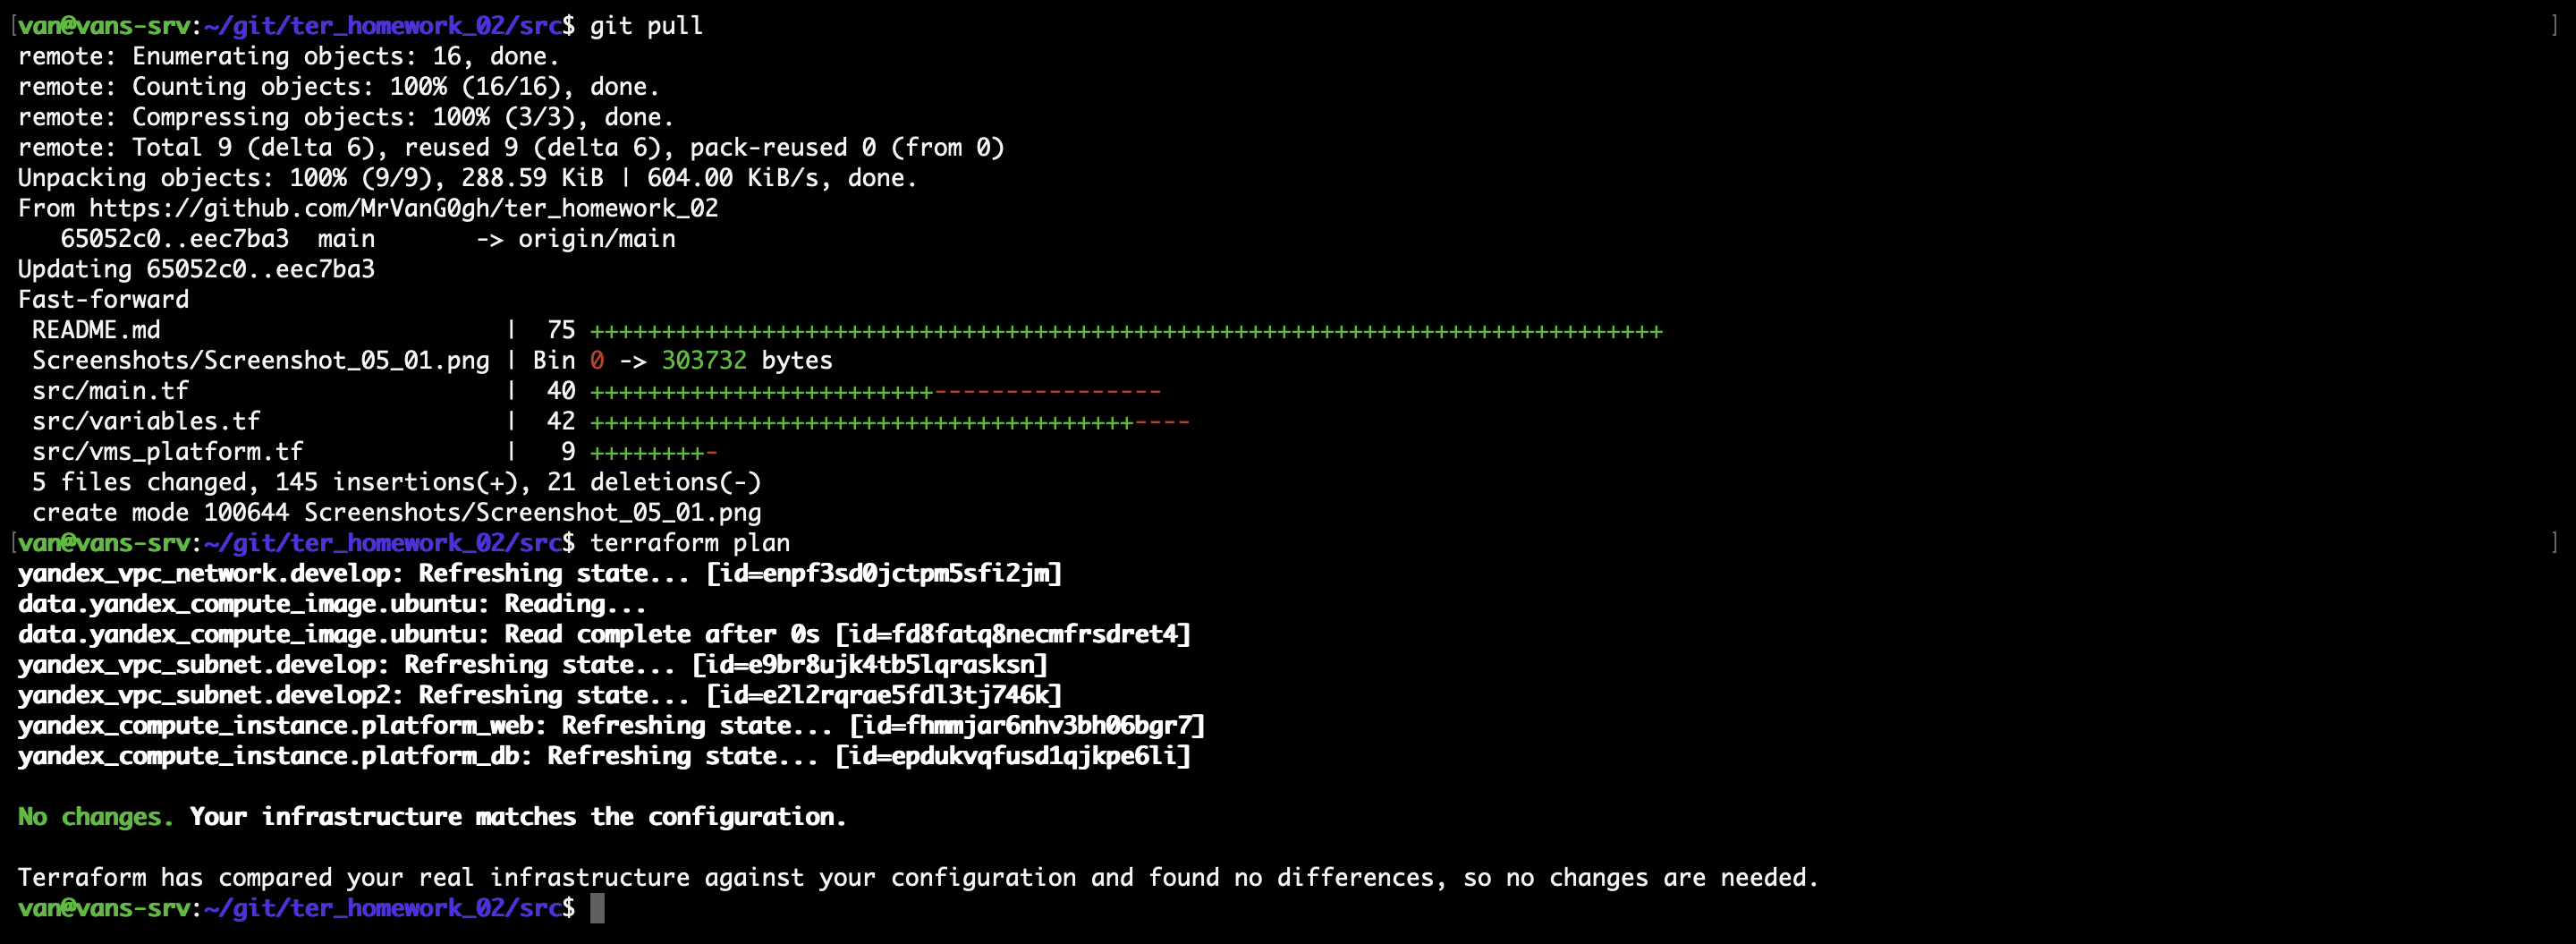 [van@vans-srv:~/git/ter_homework_02/src$ git pull ]
remote: Enumerating objects: 16, done.
remote: Counting objects: 100% (16/16), done.
remote: Compressing objects: 100% (3/3), done.
remote: Total 9 (delta 6), reused 9 (delta 6), pack-reused 0 (from 0)
Unpacking objects: 100% (9/9), 288.59 KiB | 604.00 KiB/s, done.
From https://github.com/MrVanG0gh/ter_homework_02
   65052c0..eec7ba3  main       -> origin/main
Updating 65052c0..eec7ba3
Fast-forward
 README.md                        |  75 +++++++++++++++++++++++++++++++++++++++++++++++++++++++++++++++++++++++++++
 Screenshots/Screenshot_05_01.png | Bin 0 -> 303732 bytes
 src/main.tf                      |  40 ++++++++++++++++++++++++----------------
 src/variables.tf                 |  42 ++++++++++++++++++++++++++++++++++++++----
 src/vms_platform.tf              |   9 ++++++++-
 5 files changed, 145 insertions(+), 21 deletions(-)
 create mode 100644 Screenshots/Screenshot_05_01.png
[van@vans-srv:~/git/ter_homework_02/src$ terraform plan ]
yandex_vpc_network.develop: Refreshing state... [id=enpf3sd0jctpm5sfi2jm]
data.yandex_compute_image.ubuntu: Reading...
data.yandex_compute_image.ubuntu: Read complete after 0s [id=fd8fatq8necmfrsdret4]
yandex_vpc_subnet.develop: Refreshing state... [id=e9br8ujk4tb5lqrasksn]
yandex_vpc_subnet.develop2: Refreshing state... [id=e2l2rqrae5fdl3tj746k]
yandex_compute_instance.platform_web: Refreshing state... [id=fhmmjar6nhv3bh06bgr7]
yandex_compute_instance.platform_db: Refreshing state... [id=epdukvqfusd1qjkpe6li]
No changes. Your infrastructure matches the configuration.
Terraform has compared your real infrastructure against your configuration and found no differences, so no changes are needed.
van@vans-srv:~/git/ter_homework_02/src$